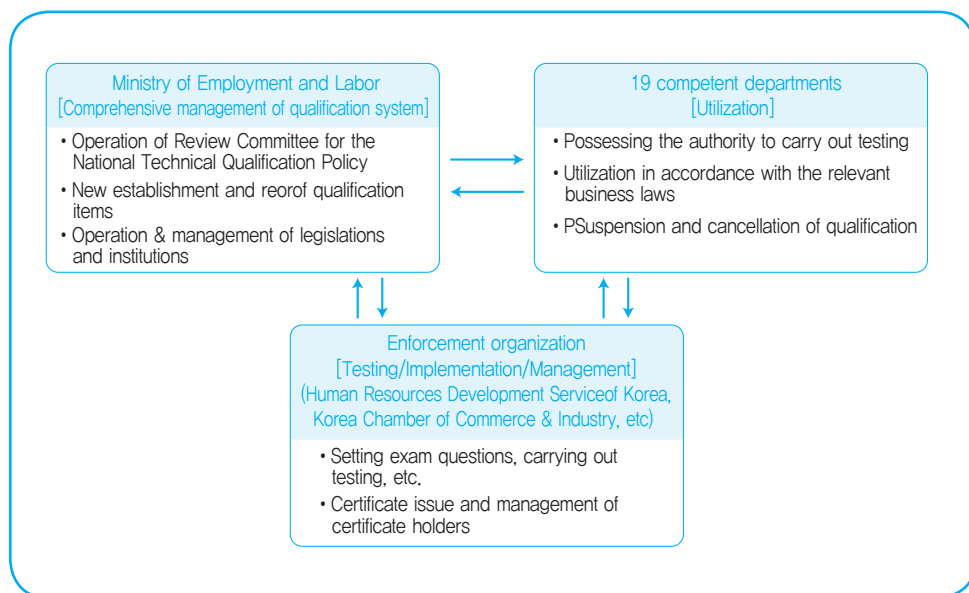 Ministry of Employment and Labor
[Comprehensive management of qualification system]
• Operation of Review Committee for the
National Technical Qualification Policy
• New establishment and reorof qualification
items
• Operation & management of legislations
and institutions
19 competent departments
[Utilization]
• Possessing the authority to carry out testing
• Utilization in accordance with the relevant
business laws
• PSuspension and cancellation of qualification
Enforcement organization
[Testing/Implementation/Management]
(Human Resources Development Serviceof Korea,
Korea Chamber of Commerce & Industry, etc)
• Setting exam questions, carrying out
testing, etc.
• Certificate issue and management of
certificate holders